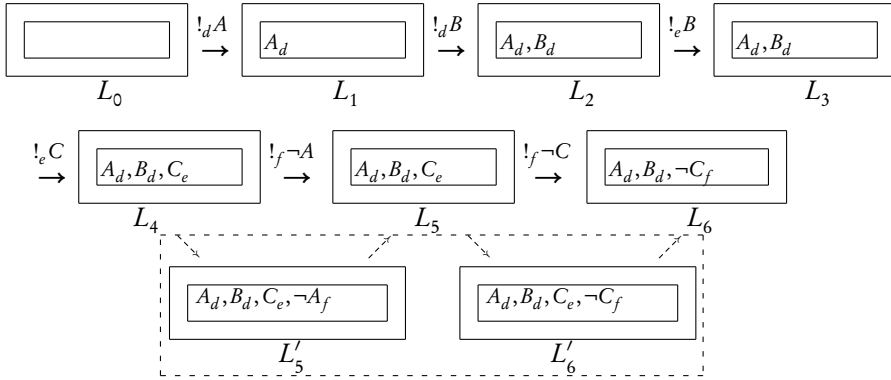 !_d A !_d B !_e B
A_d A_d, B_d A_d, B_d
L_0 L_1 L_2 L_3
!_e C !_f ¬A !_f ¬C
A_d, B_d, C_e A_d, B_d, C_e A_d, B_d, ¬C_f
L_4 L_5 L_6
A_d, B_d, C_e, ¬A_f A_d, B_d, C_e, ¬C_f
L'_5 L'_6